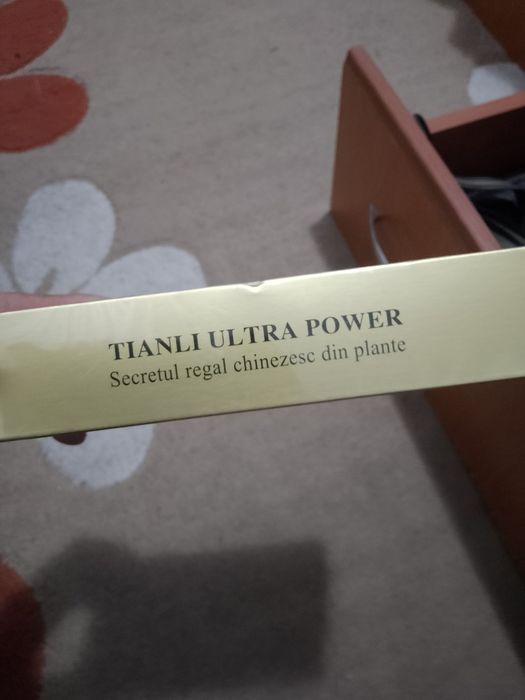 TIANLI ULTRA POWER
Secretul regal chinezesc din plante